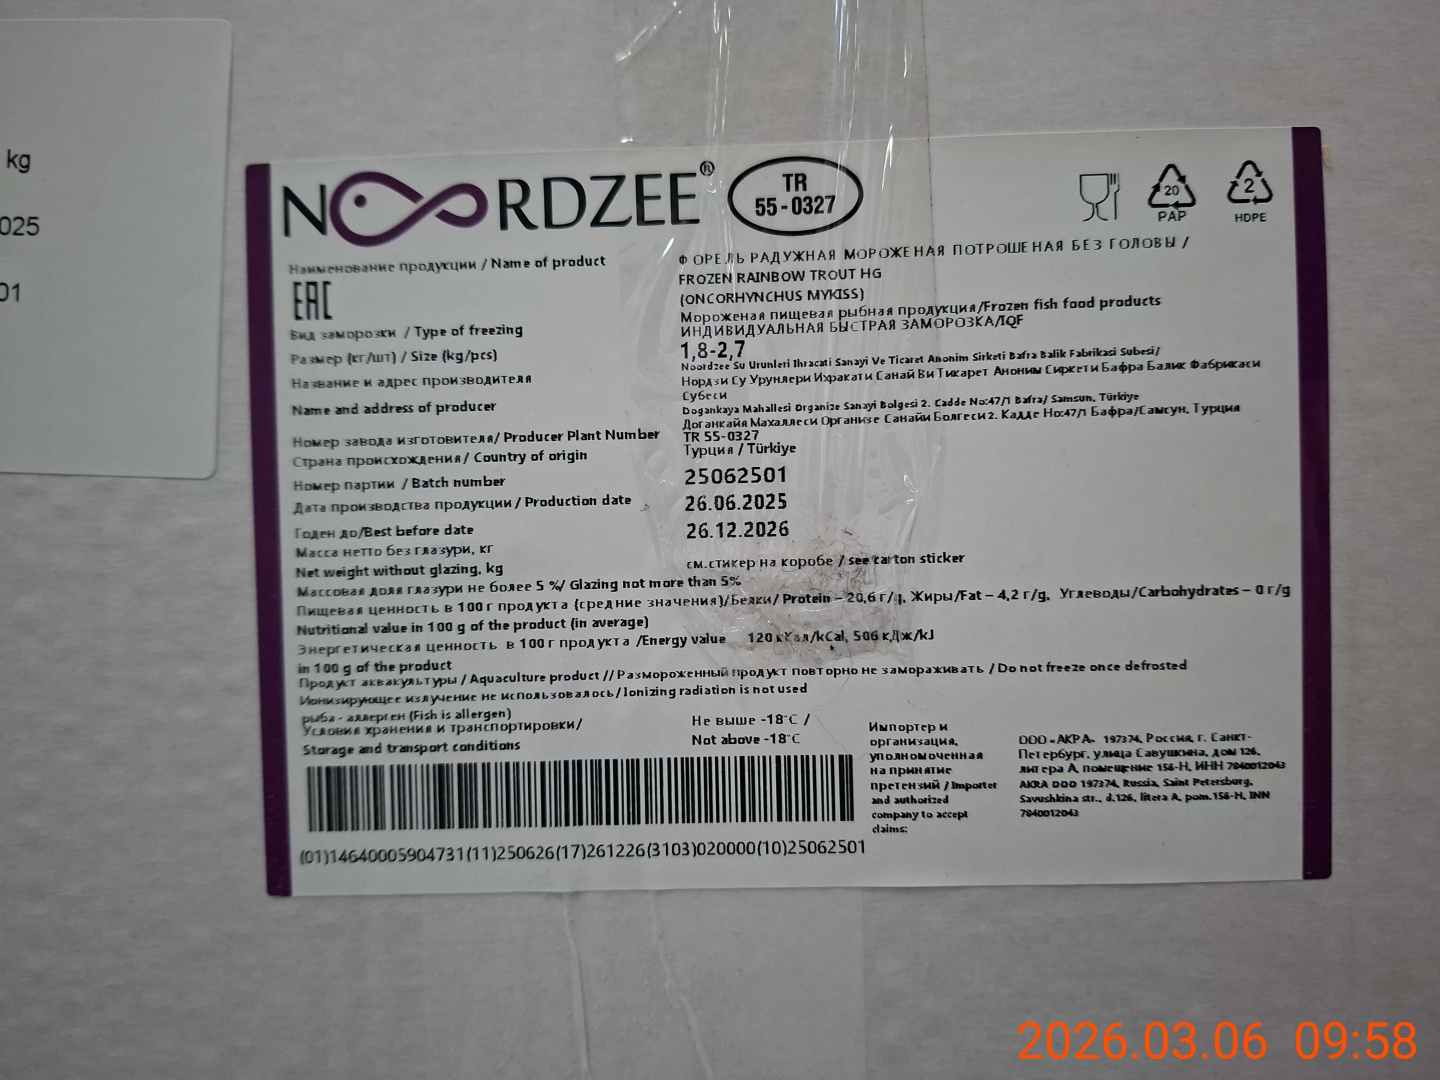 kg
025
01
NOORDZEE®
TR
55-0327
20
PAP
2
HDPE
Наименование продукции / Name of product
ФОРЕЛЬ РАДУЖНАЯ МОРОЖЕНАЯ ПОТРОШЕНАЯ БЕЗ ГОЛОВЫ /
FROZEN RAINBOW TROUT HG
(ONCORHYNCHUS MYKISS)
EAC
Мороженая пищевая рыбная продукция/Frozen fish food products
Вид заморозки / Type of freezing
ИНДИВИДУАЛЬНАЯ БЫСТРАЯ ЗАМОРОЗКА/IQF
Размер (кг/шт) / Size (kg/pcs)
1,8-2,7
Название и адрес производителя
Noordzee Su Urunleri Ihracati Sanayi Ve Ticaret Anonim Sirketi Bafra Balik Fabrikasi Subesi/
Нордзи Су Урунлери Ихракати Санай Ви Тикарет Аноним Сиркети Бафра Балик Фабрикаси
Субеси
Name and address of producer
Dogankaya Mahallesi Organize Sanayi Bolgesi 2. Cadde No:47/1 Bafra/ Samsun, Türkiye
Доганкайя Махаллеси Органисе Санайи Болгеси 2. Кадде Но:47/1 Бафра/Самсун, Турция
Номер завода изготовителя/ Producer Plant Number
TR 55-0327
Страна происхождения/ Country of origin
Турция / Türkiye
Номер партии / Batch number
25062501
Дата производства продукции / Production date
26.06.2025
Годен до/Best before date
26.12.2026
Масса нетто без глазури, кг
Net weight without glazing, kg
см.стикер на коробе / see carton sticker
Массовая доля глазури не более 5 %/ Glazing not more than 5%
Пищевая ценность в 100 г продукта (средние значения)/Белки/ Protein – 20,6 г/g, Жиры/Fat – 4,2 г/g, Углеводы/Carbohydrates – 0 г/g
Nutritional value in 100 g of the product (in average)
Энергетическая ценность в 100 г продукта /Energy value 120 кКал/kCal, 506 кДж/kJ
in 100 g of the product
Продукт аквакультуры / Aquaculture product // Размороженный продукт повторно не замораживать / Do not freeze once defrosted
Ионизирующее излучение не использовалось/Ionizing radiation is not used
рыба - аллерген (Fish is allergen)
Условия хранения и транспортировки/
Storage and transport conditions
Не выше -18°C /
Not above -18°C
Импортер и
организация,
уполномоченная
на принятие
претензий / Importer
and authorized
company to accept
claims:
ООО «АКРА» 197374, Россия, г. Санкт-
Петербург, улица Савушкина, дом 126,
литера А, помещение 156-Н, ИНН 7840012043
AKRA OOO 197374, Russia, Saint Petersburg,
Savushkina str., d.126, litera A, pom.156-H, INN
7840012043
(01)14640005904731(11)250626(17)261226(3103)020000(10)25062501
2026.03.06 09:58